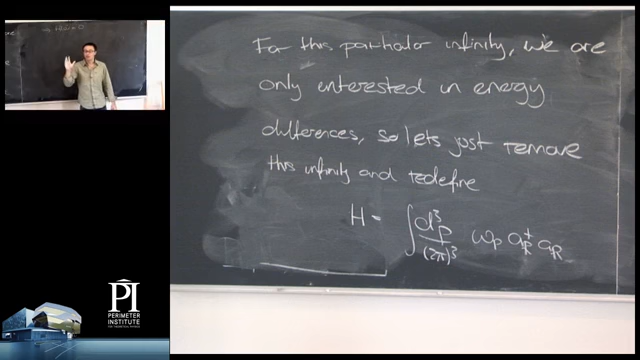 For this particular infinity, we are
only interested in energy
differences, so lets just remove
this infinity and redefine
H = ∫ d³p/(2π)³ ωp ap† ap
PI
PERIMETER
INSTITUTE
FOR THEORETICAL PHYSICS